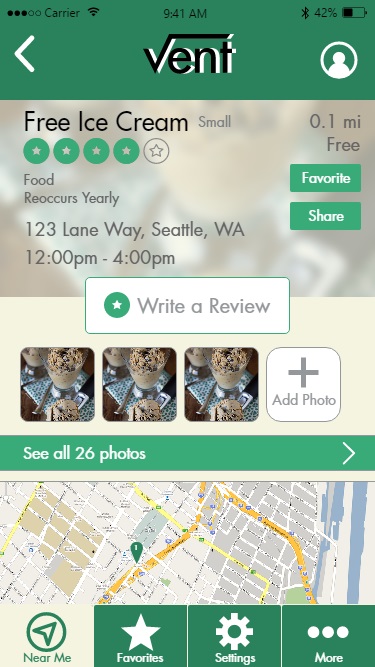 Carrier 9:41 AM 42%
Vent
Free Ice Cream Small 0.1 mi
Free
Food
Reoccurs Yearly
Favorite
123 Lane Way, Seattle, WA
Share
12:00pm - 4:00pm
Write a Review
Add Photo
See all 26 photos
1
Near Me Favorites Settings More